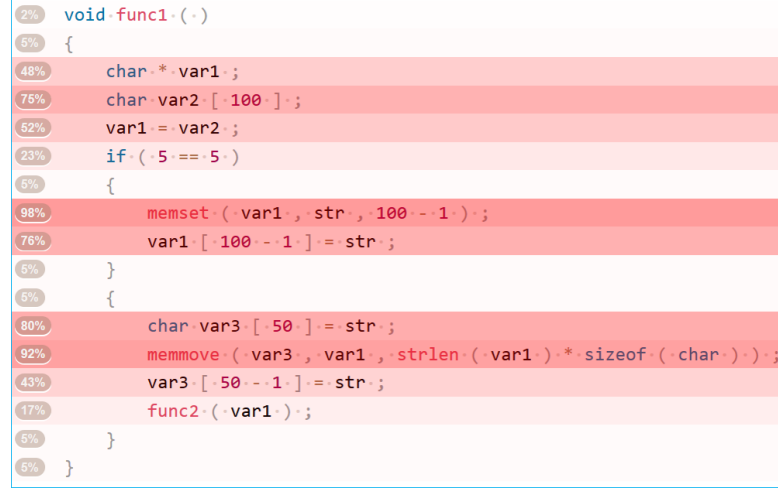 2% void func1 ( )
5% {
48% char * var1 ;
75% char var2 [ 100 ] ;
52% var1 = var2 ;
23% if ( 5 == 5 )
5% {
98% memset ( var1 , str , 100 - 1 ) ;
76% var1 [ 100 - 1 ] = str ;
5% }
5% {
80% char var3 [ 50 ] = str ;
92% memmove ( var3 , var1 , strlen ( var1 ) * sizeof ( char ) ) ;
43% var3 [ 50 - 1 ] = str ;
17% func2 ( var1 ) ;
5% }
5% }